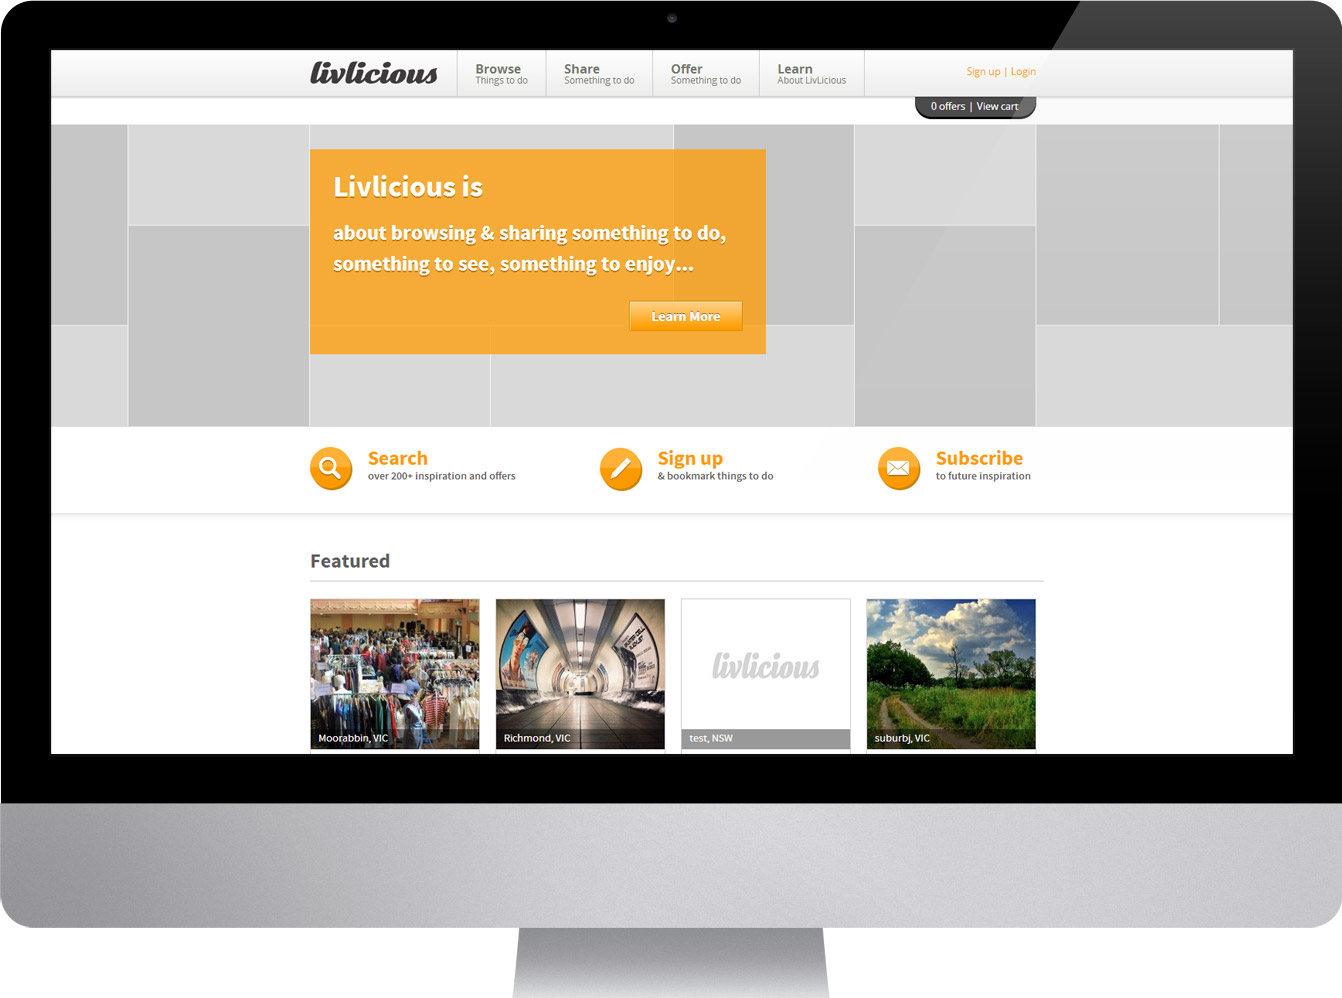 livlicious
Browse
Things to do
Share
Something to do
Offer
Something to do
Learn
About LivLicious
Sign up | Login
0 offers | View cart
Livlicious is
about browsing & sharing something to do,
something to see, something to enjoy...
Learn More
Search
over 200+ inspiration and offers
Sign up
& bookmark things to do
Subscribe
to future inspiration
Featured
Moorabbin, VIC
Richmond, VIC
livlicious
test, NSW
suburbj, VIC